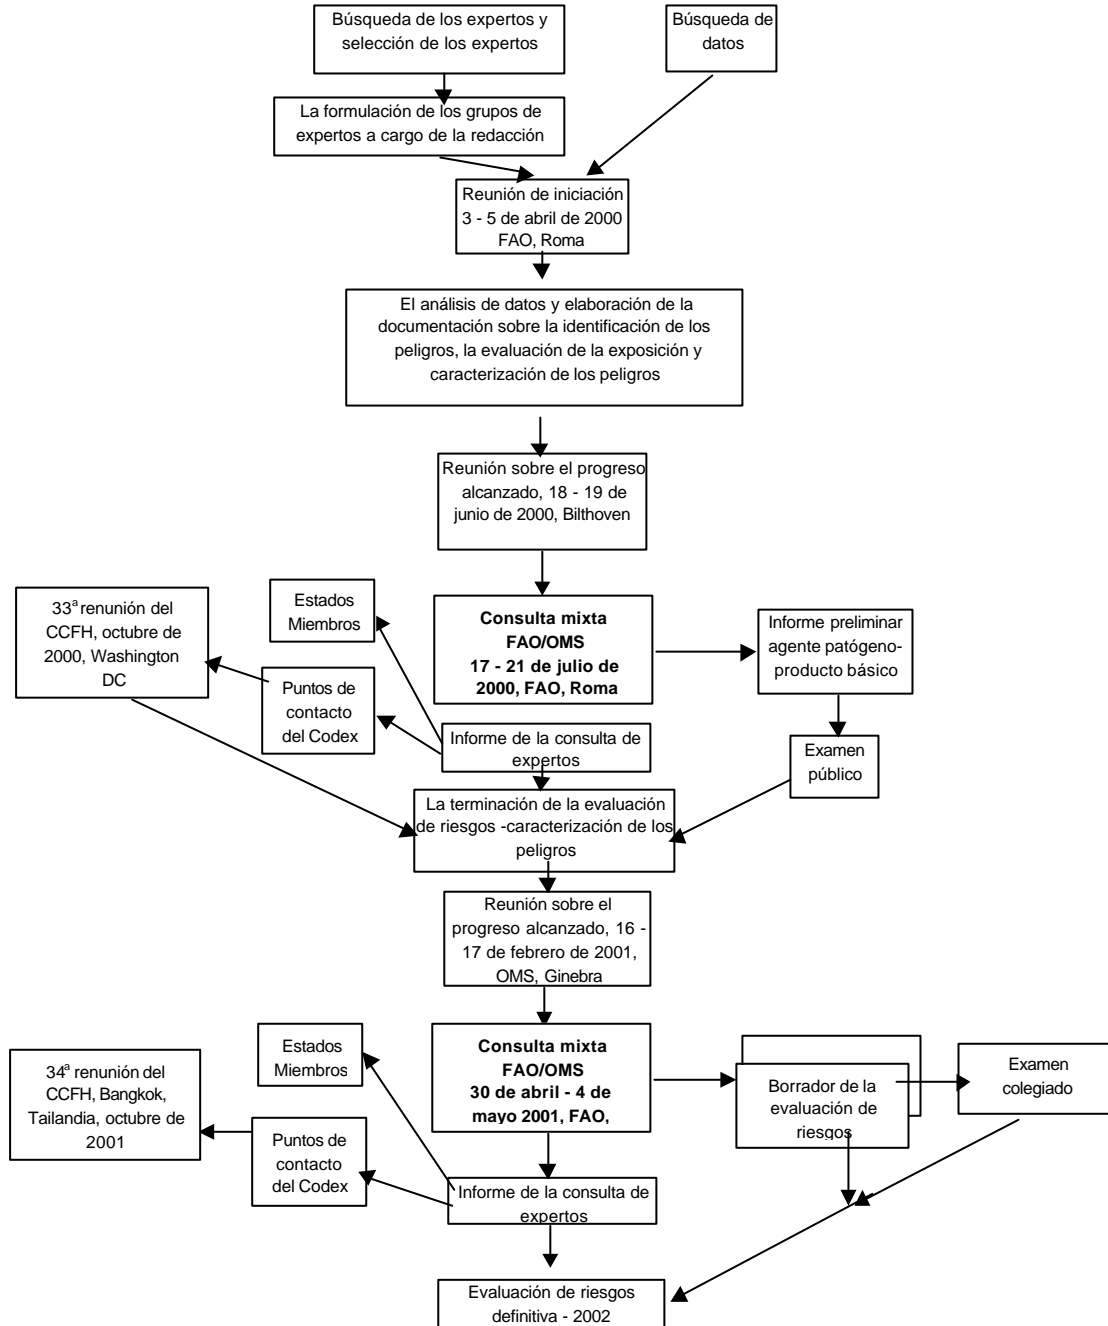 Búsqueda de los expertos y
selección de los expertos
Búsqueda de
datos
La formulación de los grupos de
expertos a cargo de la redacción
Reunión de iniciación
3 - 5 de abril de 2000
FAO, Roma
El análisis de datos y elaboración de la
documentación sobre la identificación de los
peligros, la evaluación de la exposición y
caracterización de los peligros
Reunión sobre el progreso
alcanzado, 18 - 19 de
junio de 2000, Bilthoven
33ª renunión del
CCFH, octubre de
2000, Washington
DC
Estados
Miembros
Puntos de
contacto
del Codex
Consulta mixta
FAO/OMS
17 - 21 de julio de
2000, FAO, Roma
Informe preliminar
agente patógeno-
producto básico
Informe de la consulta de
expertos
Examen
público
La terminación de la evaluación
de riesgos -caracterización de los
peligros
Reunión sobre el
progreso alcanzado, 16 -
17 de febrero de 2001,
OMS, Ginebra
34ª renunión del
CCFH, Bangkok,
Tailandia, octubre de
2001
Estados
Miembros
Puntos de
contacto
del Codex
Consulta mixta
FAO/OMS
30 de abril - 4 de
mayo 2001, FAO,
Borrador de la
evaluación de
riesgos
Examen
colegiado
Informe de la consulta de
expertos
Evaluación de riesgos
definitiva - 2002